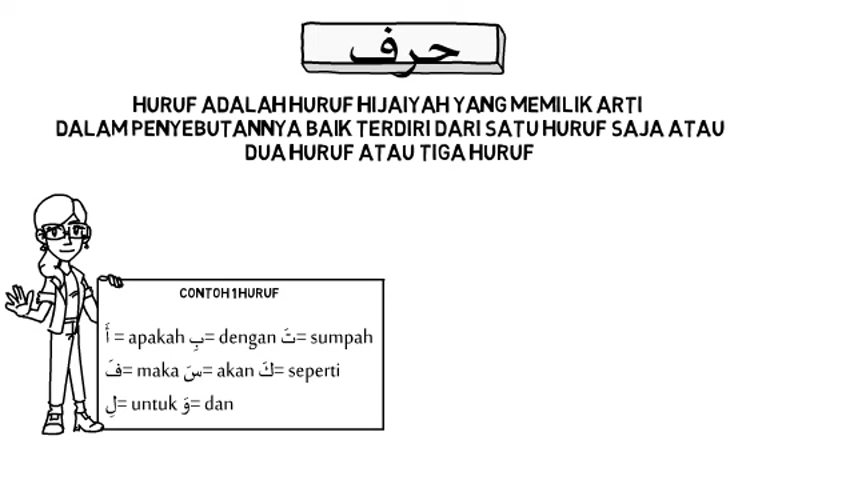 حرف
HURUF ADALAH HURUF HIJAIYAH YANG MEMILIK ARTI
DALAM PENYEBUTANNYA BAIK TERDIRI DARI SATU HURUF SAJA ATAU
DUA HURUF ATAU TIGA HURUF
CONTOH 1 HURUF
أَ = apakah بِ= dengan تَ= sumpah
فَ= maka سَ= akan كَ= seperti
لِ= untuk وَ= dan